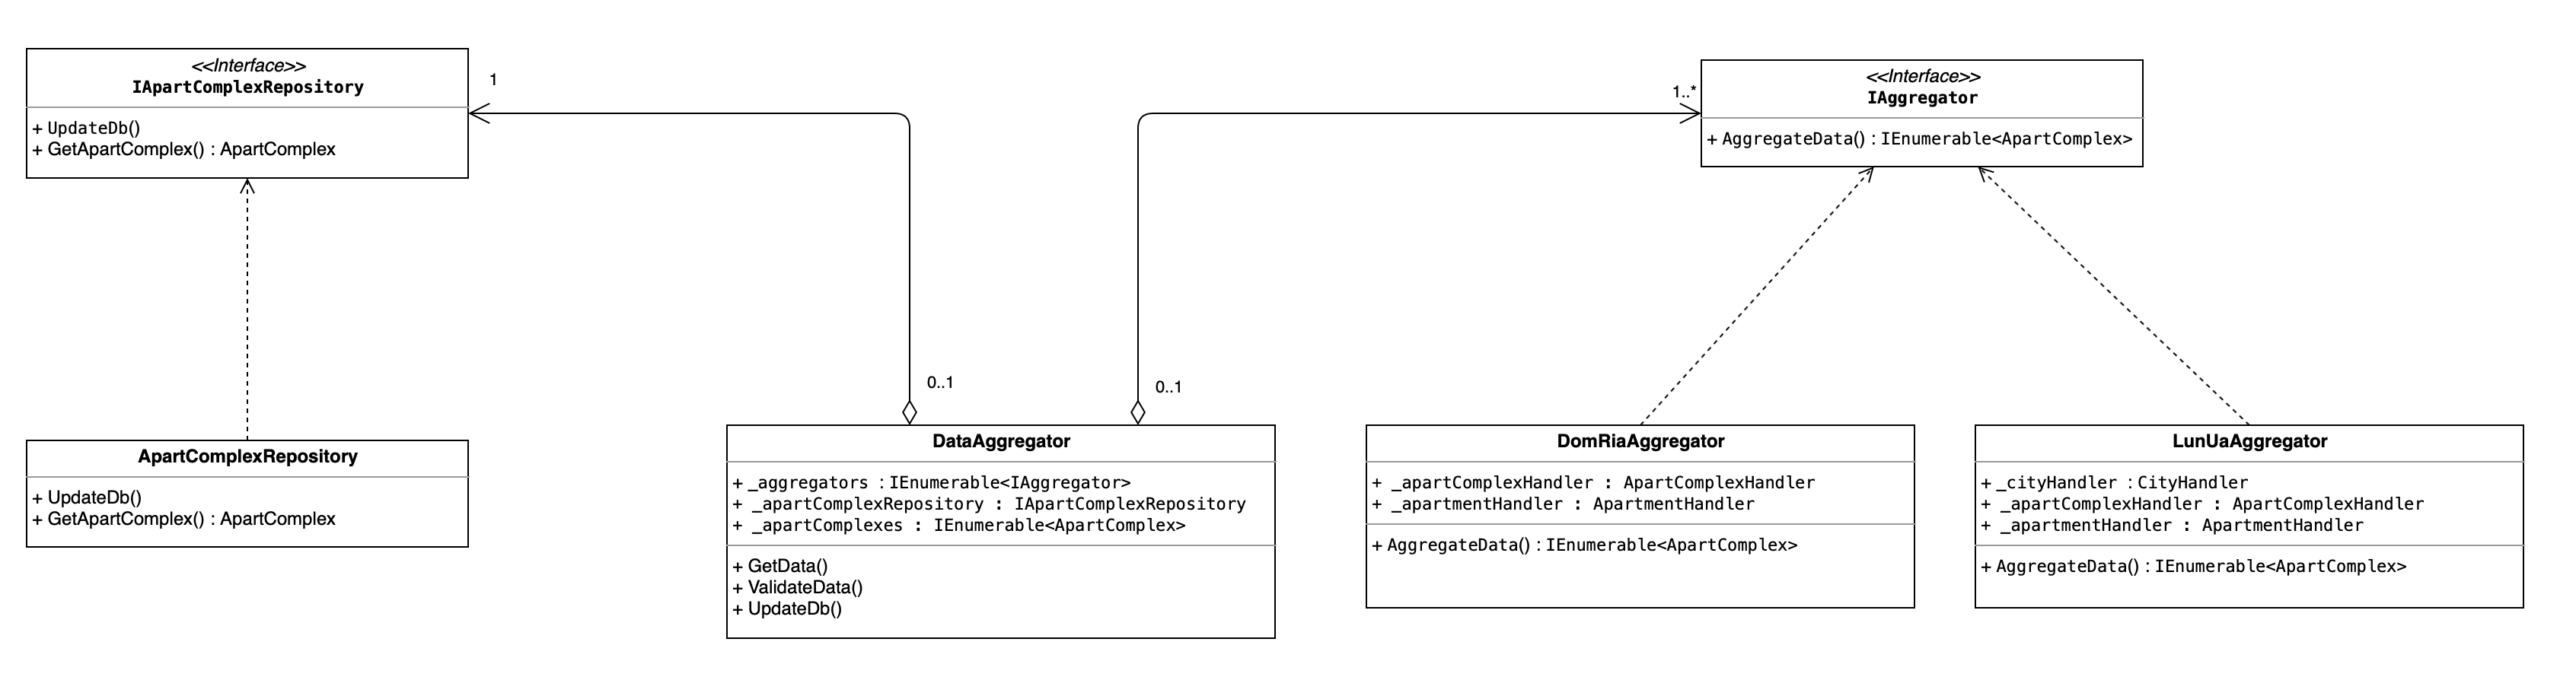 <<Interface>>
IApartComplexRepository
+ UpdateDb()
+ GetApartComplex() : ApartComplex
1
1..*
<<Interface>>
IAggregator
+ AggregateData() : IEnumerable<ApartComplex>
0..1
0..1
ApartComplexRepository
+ UpdateDb()
+ GetApartComplex() : ApartComplex
DataAggregator
+ _aggregators : IEnumerable<IAggregator>
+ _apartComplexRepository : IApartComplexRepository
+ _apartComplexes : IEnumerable<ApartComplex>
+ GetData()
+ ValidateData()
+ UpdateDb()
DomRiaAggregator
+ _apartComplexHandler : ApartComplexHandler
+ _apartmentHandler : ApartmentHandler
+ AggregateData() : IEnumerable<ApartComplex>
LunUaAggregator
+ _cityHandler : CityHandler
+ _apartComplexHandler : ApartComplexHandler
+ _apartmentHandler : ApartmentHandler
+ AggregateData() : IEnumerable<ApartComplex>